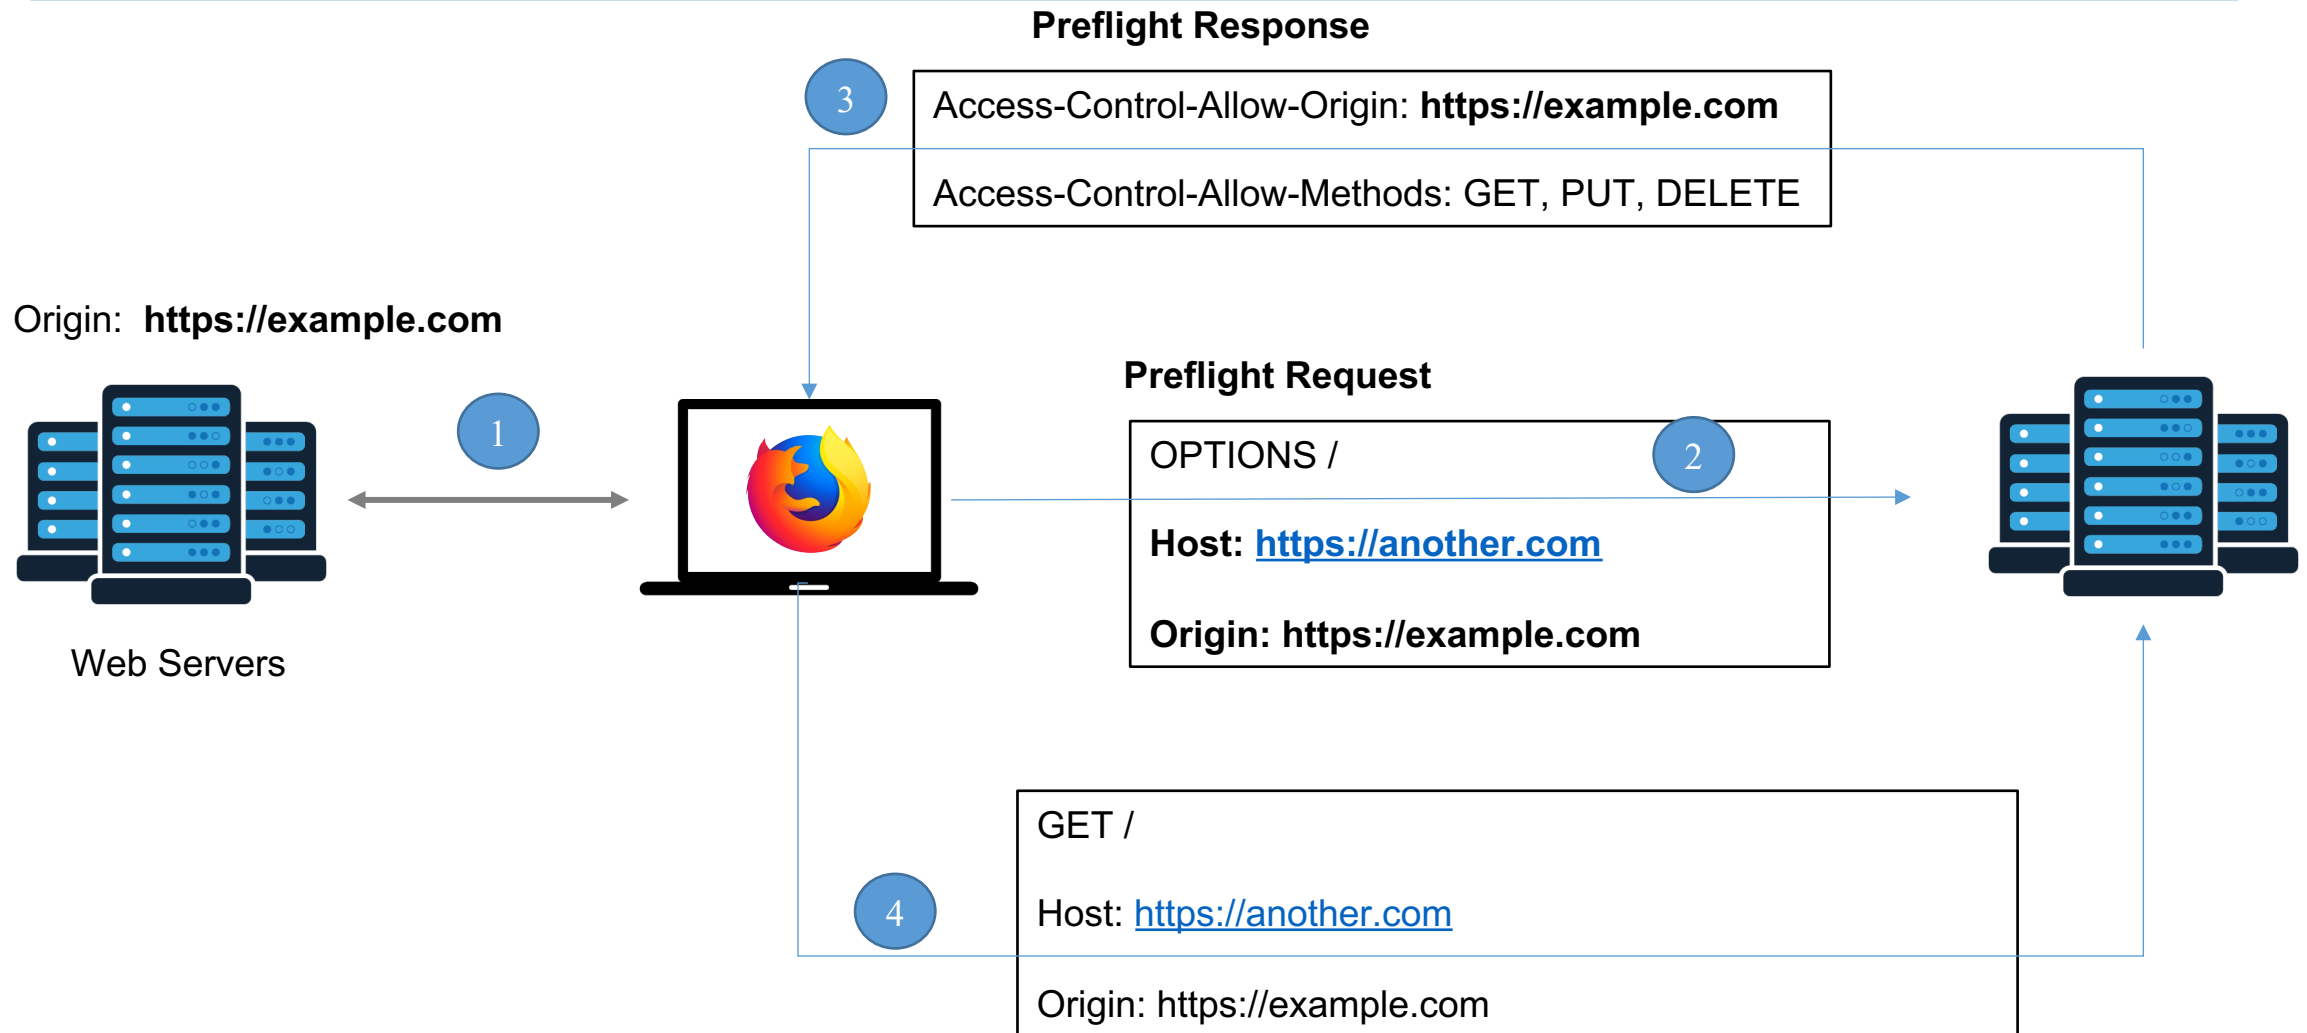 Preflight Response
3
Access-Control-Allow-Origin: https://example.com
Access-Control-Allow-Methods: GET, PUT, DELETE
Origin: https://example.com
1
Web Servers
Preflight Request
2
OPTIONS /
Host: https://another.com
Origin: https://example.com
4
GET /
Host: https://another.com
Origin: https://example.com